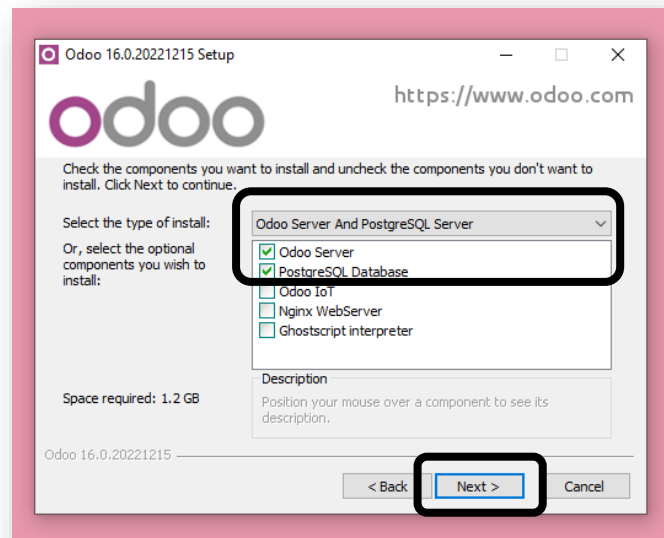 Odoo 16.0.20221215 Setup
odoo
https://www.odoo.com
Check the components you want to install and uncheck the components you don't want to
install. Click Next to continue.
Select the type of install:
Odoo Server And PostgreSQL Server
Or, select the optional
components you wish to
install:
Odoo Server
PostgreSQL Database
Odoo IoT
Nginx WebServer
Ghostscript interpreter
Space required: 1.2 GB
Description
Position your mouse over a component to see its
description.
Odoo 16.0.20221215
< Back
Next >
Cancel